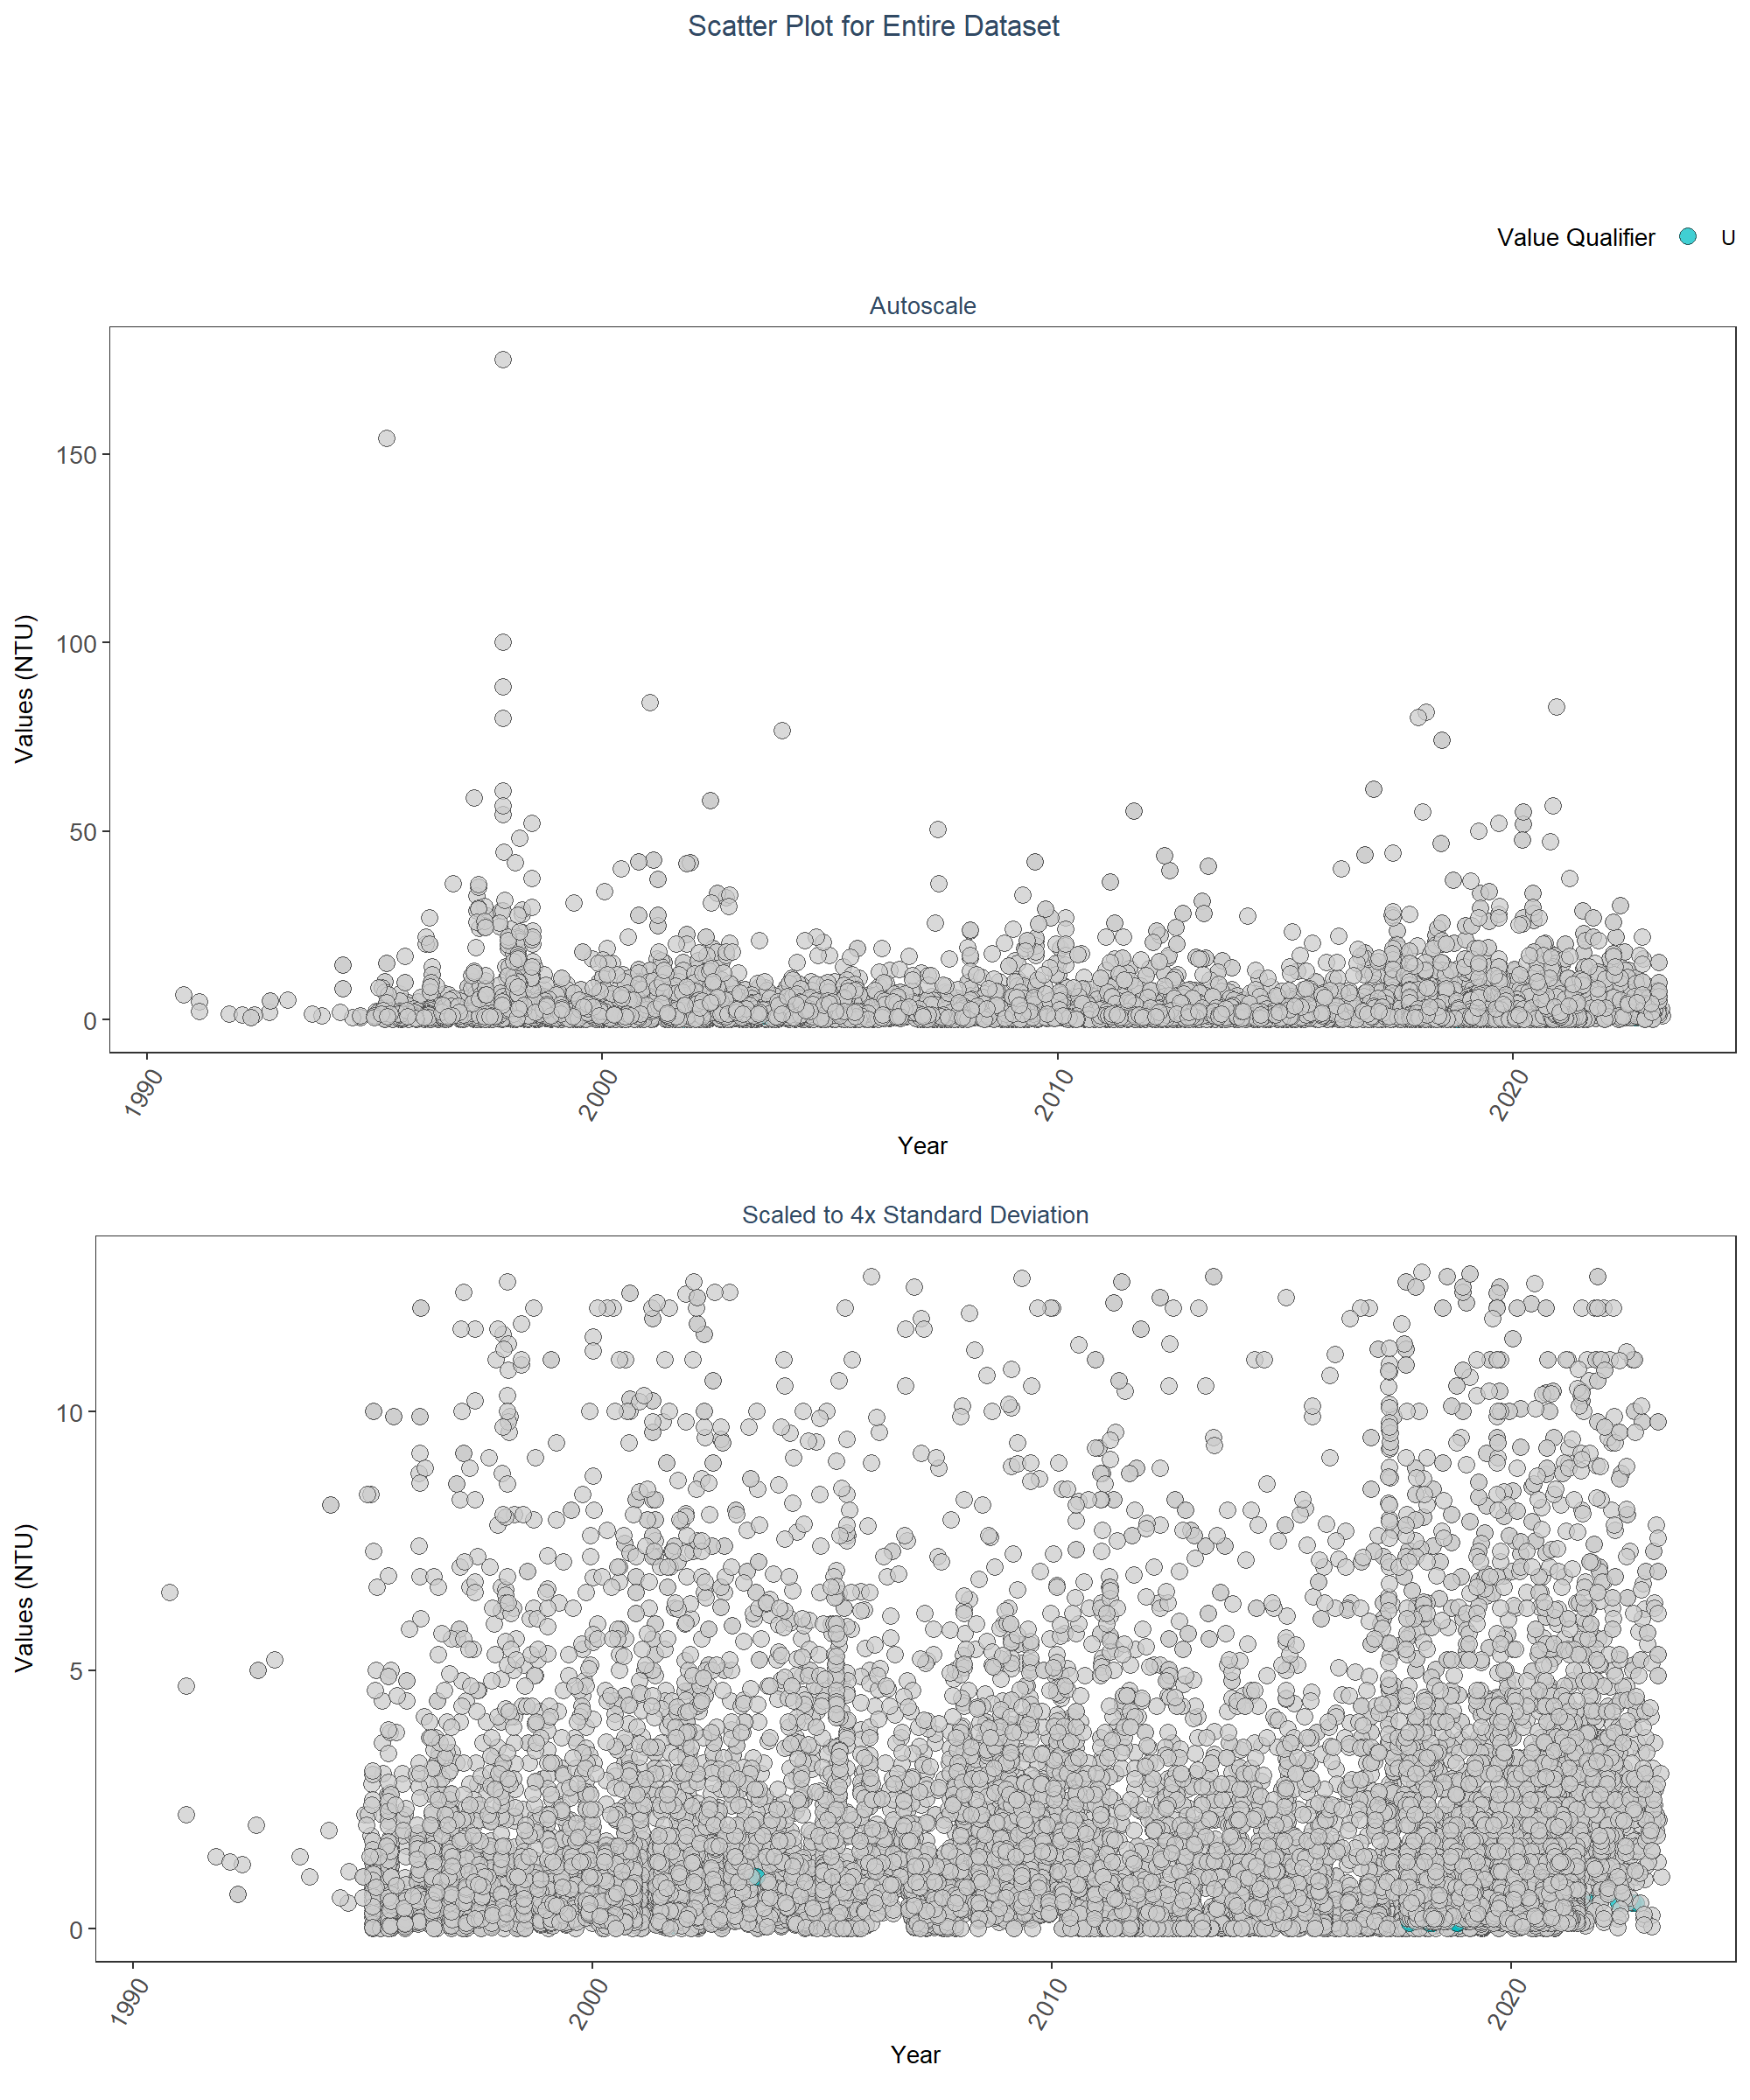 Scatter Plot for Entire Dataset
Value Qualifier U
Autoscale
Values (NTU)
150
100
50
0
1990 2000 2010 2020
Year
Scaled to 4x Standard Deviation
Values (NTU)
10
5
0
1990 2000 2010 2020
Year